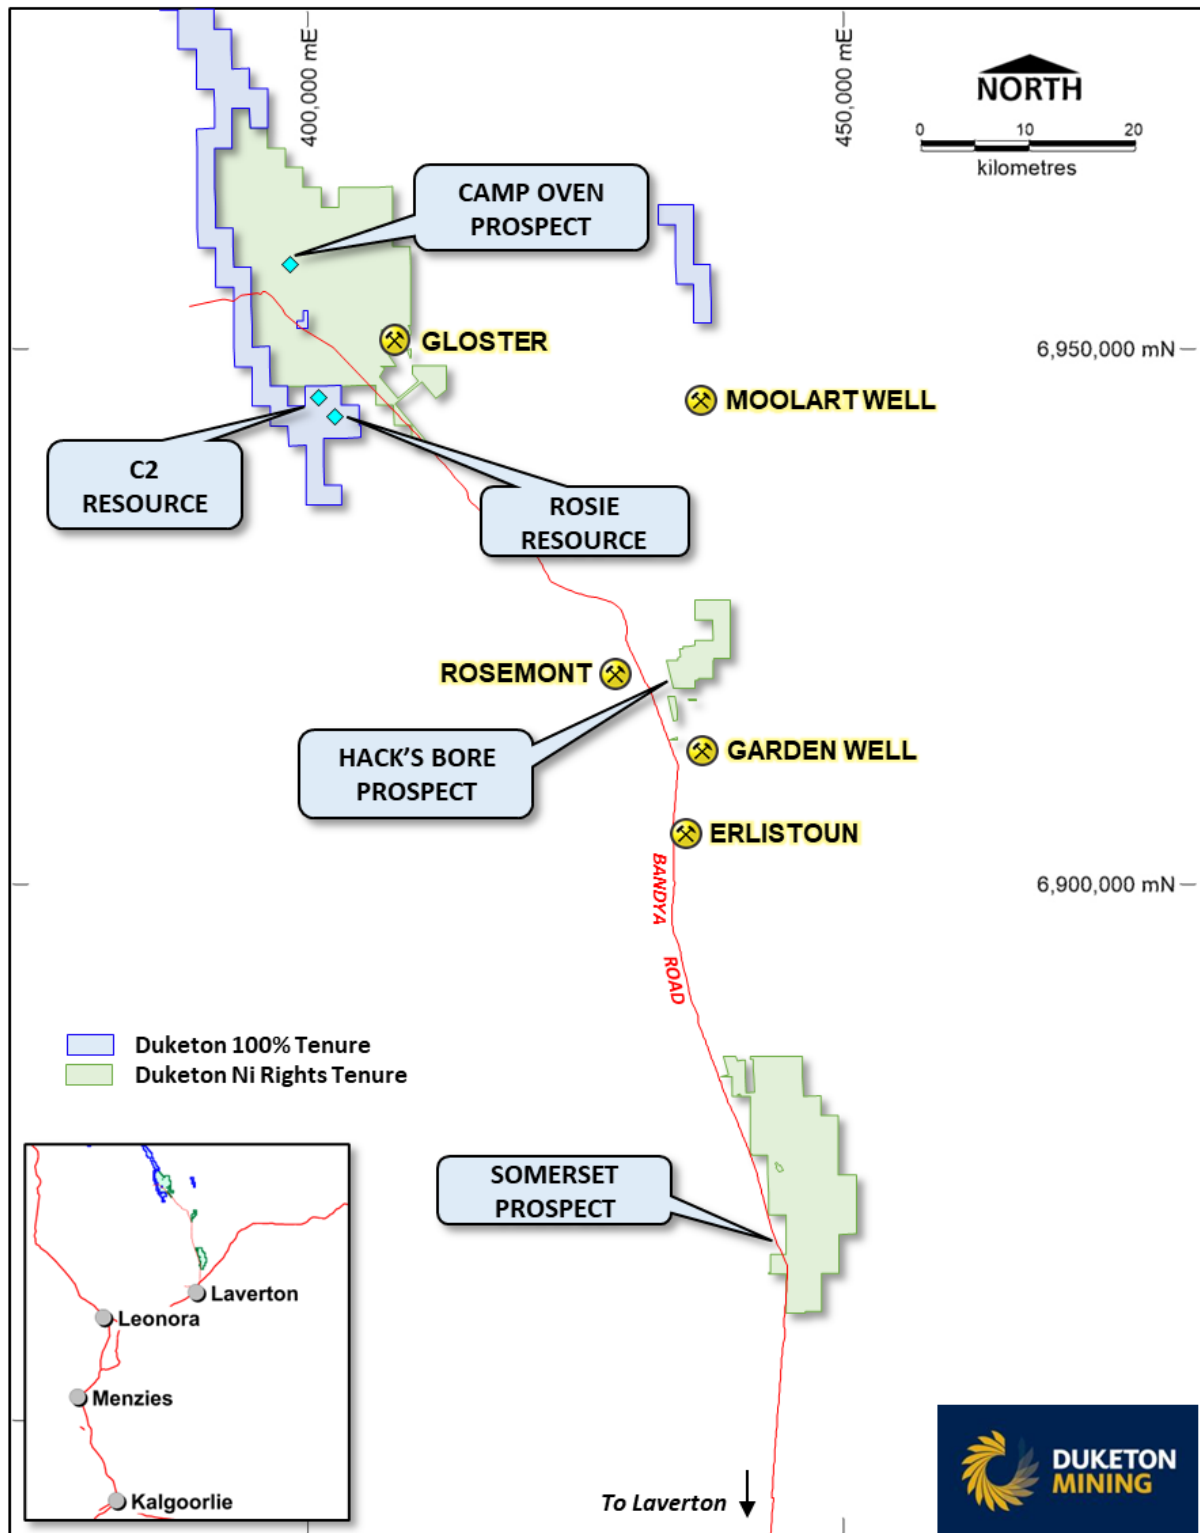 400,000 mE
450,000 mE
NORTH
0 10 20
kilometres
CAMP OVEN
PROSPECT
GLOSTER
6,950,000 mN
MOOLART WELL
C2
RESOURCE
ROSIE
RESOURCE
ROSEMONT
HACK'S BORE
PROSPECT
GARDEN WELL
ERLISTOUN
BANDYA
ROAD
6,900,000 mN
Duketon 100% Tenure
Duketon Ni Rights Tenure
SOMERSET
PROSPECT
Laverton
Leonora
Menzies
Kalgoorlie
To Laverton
DUKETON
MINING